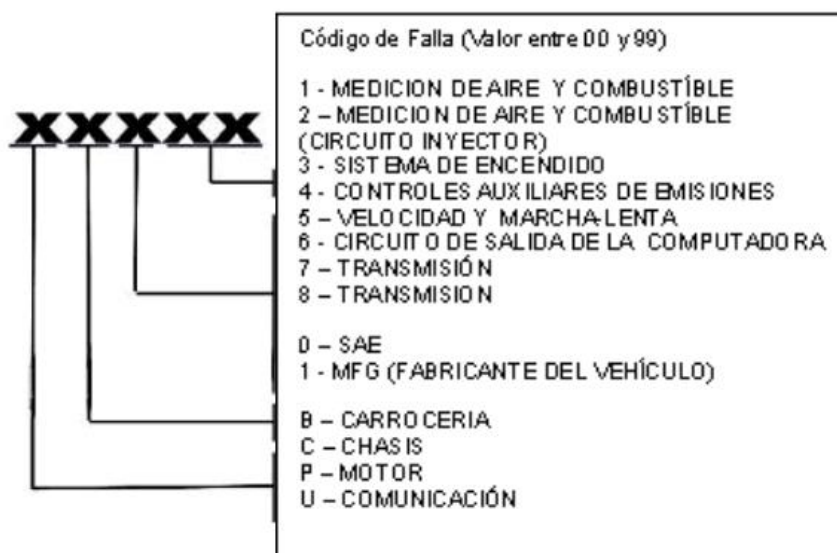 Código de Falla (Valor entre 00 y 99)
1 - MEDICION DE AIRE Y COMBUSTÍBLE
2 – MEDICION DE AIRE Y COMBUSTÍBLE
(CIRCUITO INYECTOR)
XXXXX
3 - SISTEMA DE ENCENDIDO
4 – CONTROLES AUXILIARES DE EMISIONES
5 – VELOCIDAD Y MARCHA-LENTA
6 - CIRCUITO DE SALIDA DE LA COMPUTADORA
7 – TRANSMISIÓN
8 – TRANSMISION
0 – SAE
1 - MFG (FABRICANTE DEL VEHÍCULO)
B – CARROCERIA
C – CHASIS
P – MOTOR
U – COMUNICACIÓN